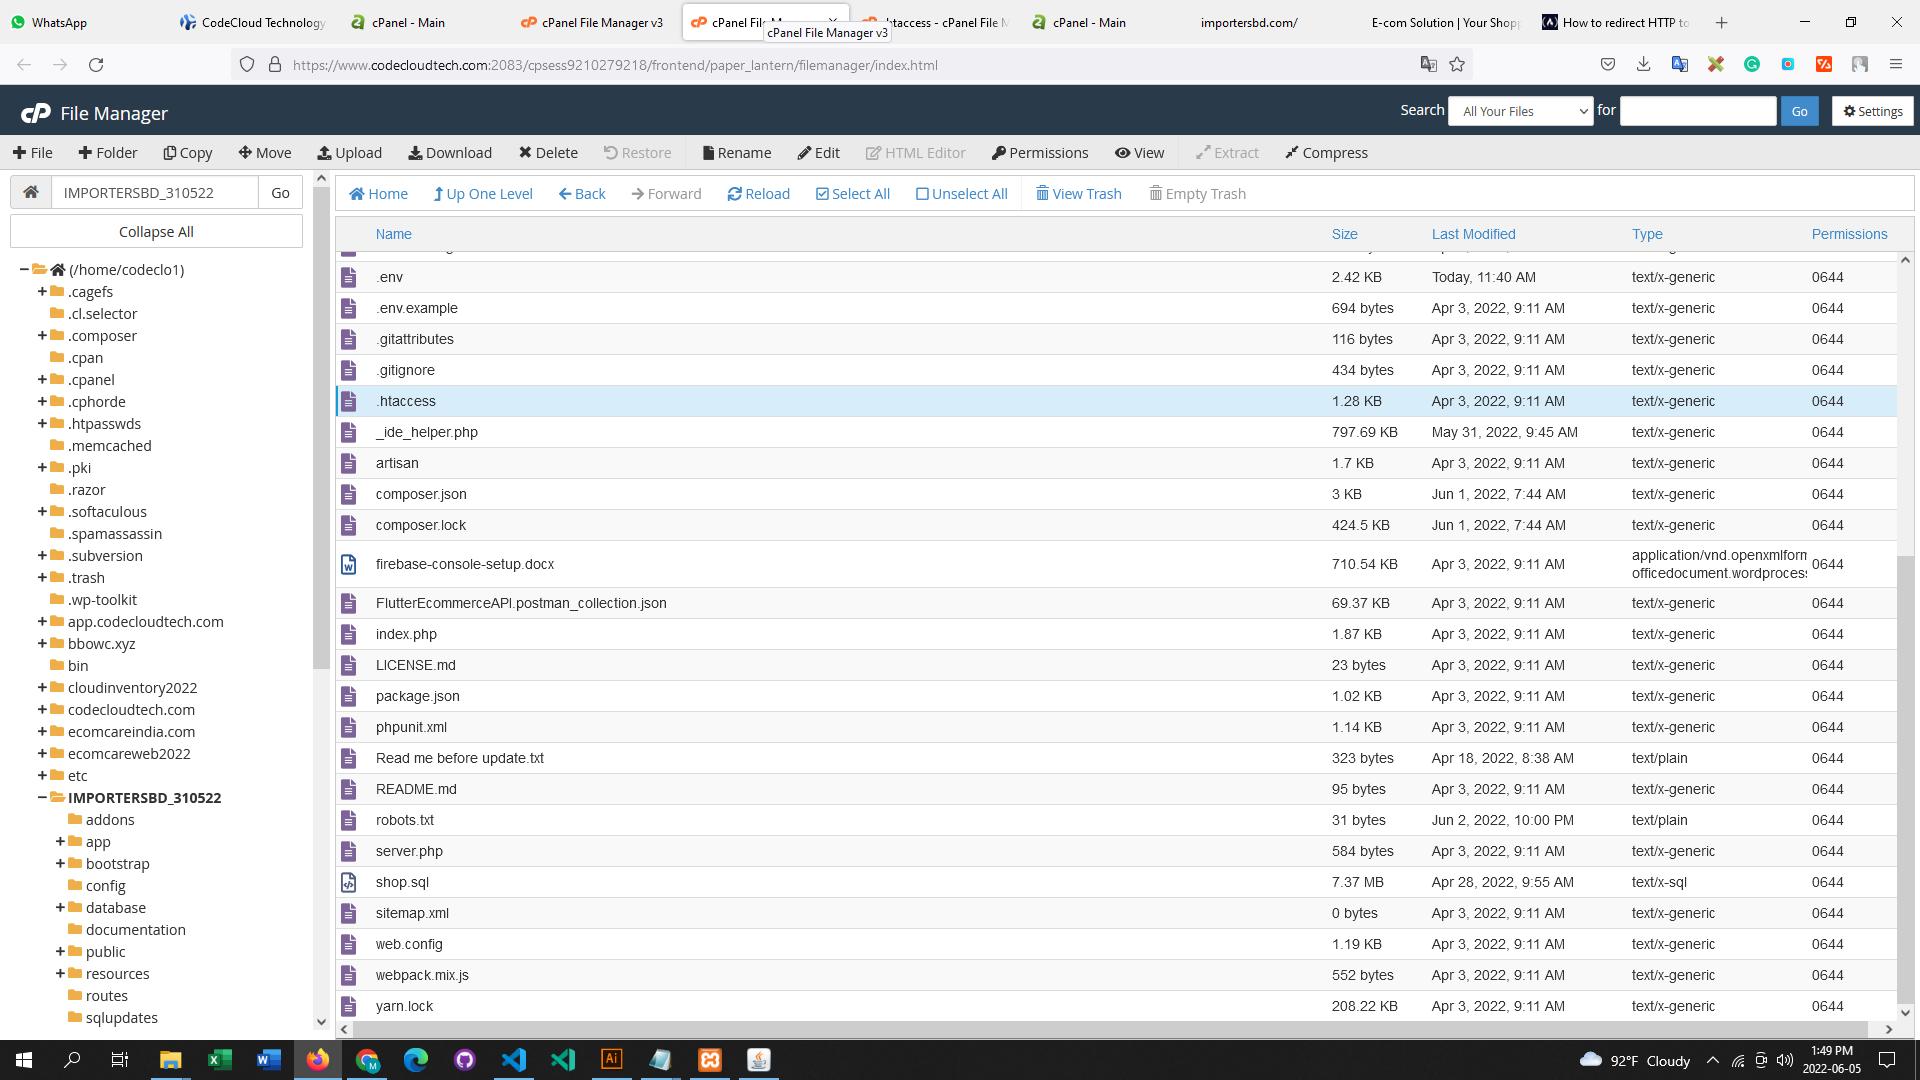 WhatsApp
CodeCloud Technology
cPanel - Main
cPanel File Manager v3
cPanel File Manager v3
htaccess - cPanel File M
cPanel - Main
importersbd.com/
E-com Solution | Your Shopp
How to redirect HTTP to
cPanel File Manager v3
https://www.codecloudtech.com:2083/cpsess9210279218/frontend/paper_lantern/filemanager/index.html
cP File Manager
Search All Your Files for Go Settings
File Folder Copy Move Upload Download Delete Restore Rename Edit HTML Editor Permissions View Extract Compress
IMPORTERSBD_310522 Go
Home Up One Level Back Forward Reload Select All Unselect All View Trash Empty Trash
Collapse All
(/home/codeclo1)
.cagefs
.cl.selector
.composer
.cpan
.cpanel
.cphorde
.htpasswds
.memcached
.pki
.razor
.softaculous
.spamassassin
.subversion
.trash
.wp-toolkit
app.codecloudtech.com
bbowc.xyz
bin
cloudinventory2022
codecloudtech.com
ecomcareindia.com
ecomcareweb2022
etc
IMPORTERSBD_310522
addons
app
bootstrap
config
database
documentation
public
resources
routes
sqlupdates
Name Size Last Modified Type Permissions
.env 2.42 KB Today, 11:40 AM text/x-generic 0644
.env.example 694 bytes Apr 3, 2022, 9:11 AM text/x-generic 0644
.gitattributes 116 bytes Apr 3, 2022, 9:11 AM text/x-generic 0644
.gitignore 434 bytes Apr 3, 2022, 9:11 AM text/x-generic 0644
.htaccess 1.28 KB Apr 3, 2022, 9:11 AM text/x-generic 0644
_ide_helper.php 797.69 KB May 31, 2022, 9:45 AM text/x-generic 0644
artisan 1.7 KB Apr 3, 2022, 9:11 AM text/x-generic 0644
composer.json 3 KB Jun 1, 2022, 7:44 AM text/x-generic 0644
composer.lock 424.5 KB Jun 1, 2022, 7:44 AM text/x-generic 0644
firebase-console-setup.docx 710.54 KB Apr 3, 2022, 9:11 AM application/vnd.openxmlform officedocument.wordprocess 0644
FlutterEcommerceAPI.postman_collection.json 69.37 KB Apr 3, 2022, 9:11 AM text/x-generic 0644
index.php 1.87 KB Apr 3, 2022, 9:11 AM text/x-generic 0644
LICENSE.md 23 bytes Apr 3, 2022, 9:11 AM text/x-generic 0644
package.json 1.02 KB Apr 3, 2022, 9:11 AM text/x-generic 0644
phpunit.xml 1.14 KB Apr 3, 2022, 9:11 AM text/x-generic 0644
Read me before update.txt 323 bytes Apr 18, 2022, 8:38 AM text/plain 0644
README.md 95 bytes Apr 3, 2022, 9:11 AM text/x-generic 0644
robots.txt 31 bytes Jun 2, 2022, 10:00 PM text/plain 0644
server.php 584 bytes Apr 3, 2022, 9:11 AM text/x-generic 0644
shop.sql 7.37 MB Apr 28, 2022, 9:55 AM text/x-sql 0644
sitemap.xml 0 bytes Apr 3, 2022, 9:11 AM text/x-generic 0644
web.config 1.19 KB Apr 3, 2022, 9:11 AM text/x-generic 0644
webpack.mix.js 552 bytes Apr 3, 2022, 9:11 AM text/x-generic 0644
yarn.lock 208.22 KB Apr 3, 2022, 9:11 AM text/x-generic 0644
92°F Cloudy
1:49 PM
2022-06-05